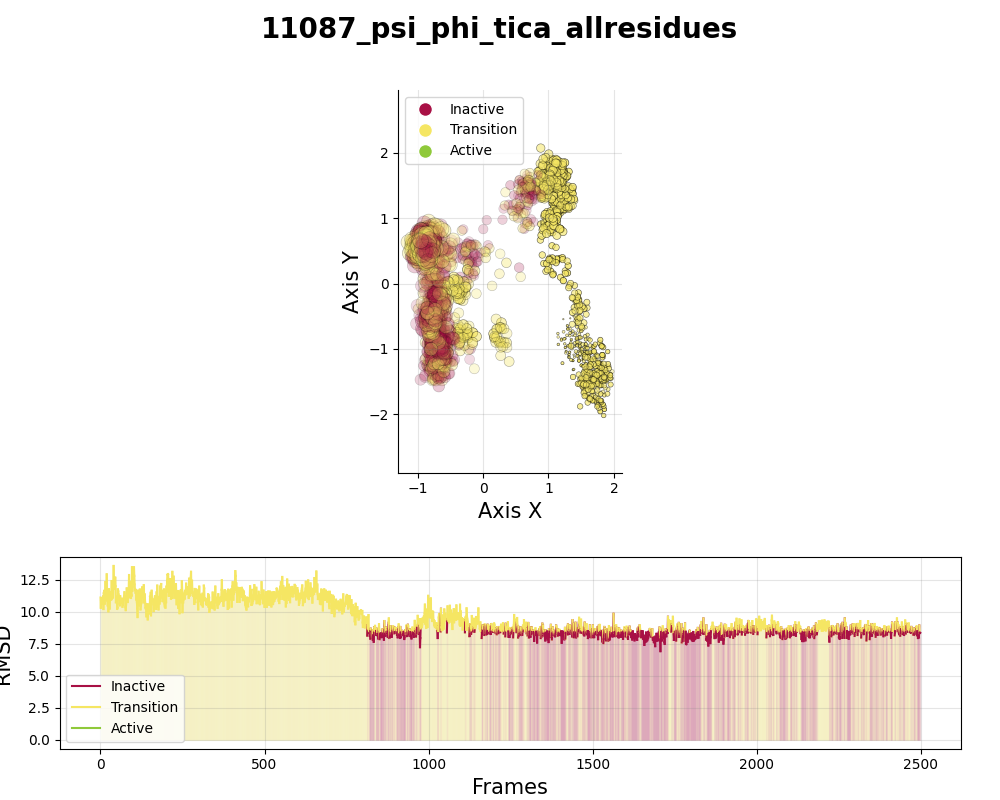 11087_psi_phi_tica_allresidues
Inactive
Transition
Active
2
1
0
−1
−2
Axis Y
−1 0 1 2
Axis X
12.5
10.0
7.5
5.0
2.5
0.0
RMSD
Inactive
Transition
Active
0 500 1000 1500 2000 2500
Frames